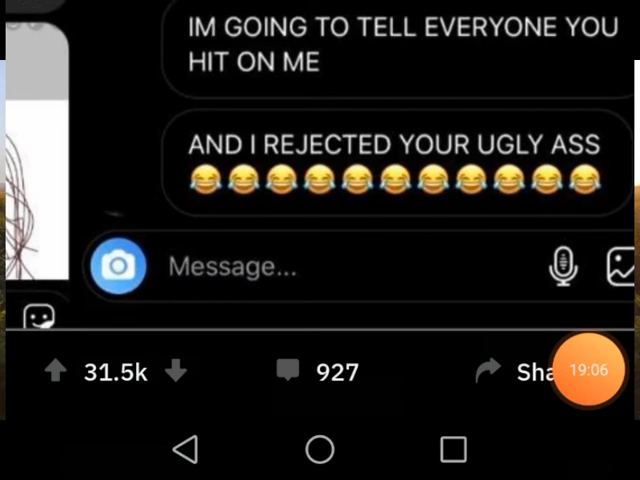 IM GOING TO TELL EVERYONE YOU
HIT ON ME
AND I REJECTED YOUR UGLY ASS
😂😂😂😂😂😂😂😂😂😂😂
Message...
31.5k
927
Sha
19:06